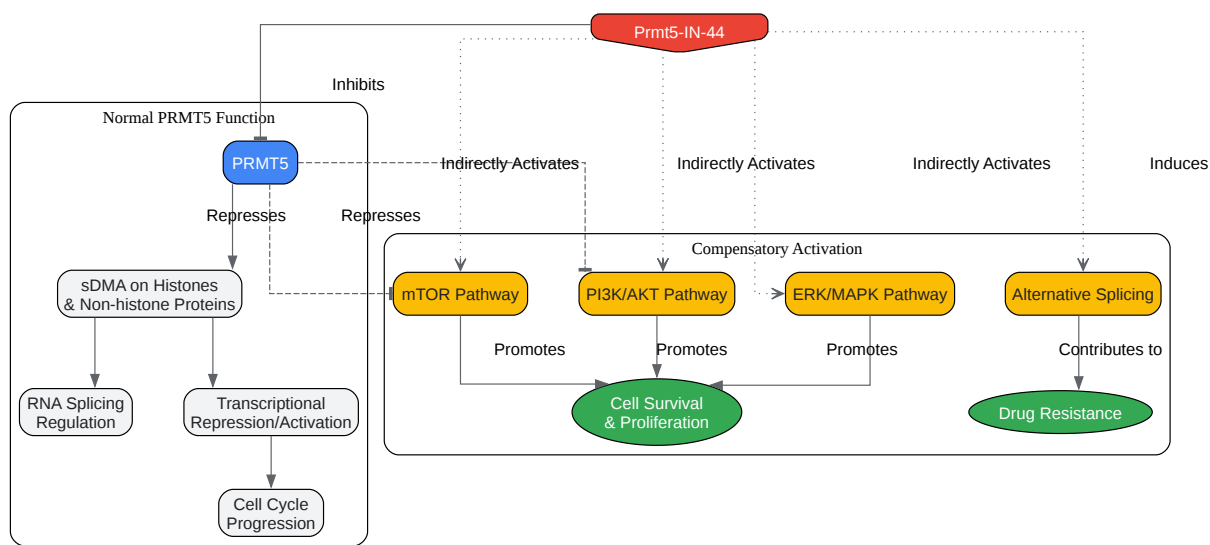 Prmt5-IN-44
Inhibits
Normal PRMT5 Function
PRMT5
Indirectly Activates
Indirectly Activates
Indirectly Activates
Induces
Represses
Represses
Compensatory Activation
sDMA on Histones
& Non-histone Proteins
mTOR Pathway
PI3K/AKT Pathway
ERK/MAPK Pathway
Alternative Splicing
Promotes
Promotes
Promotes
Contributes to
RNA Splicing
Regulation
Transcriptional
Repression/Activation
Cell Survival
& Proliferation
Drug Resistance
Cell Cycle
Progression